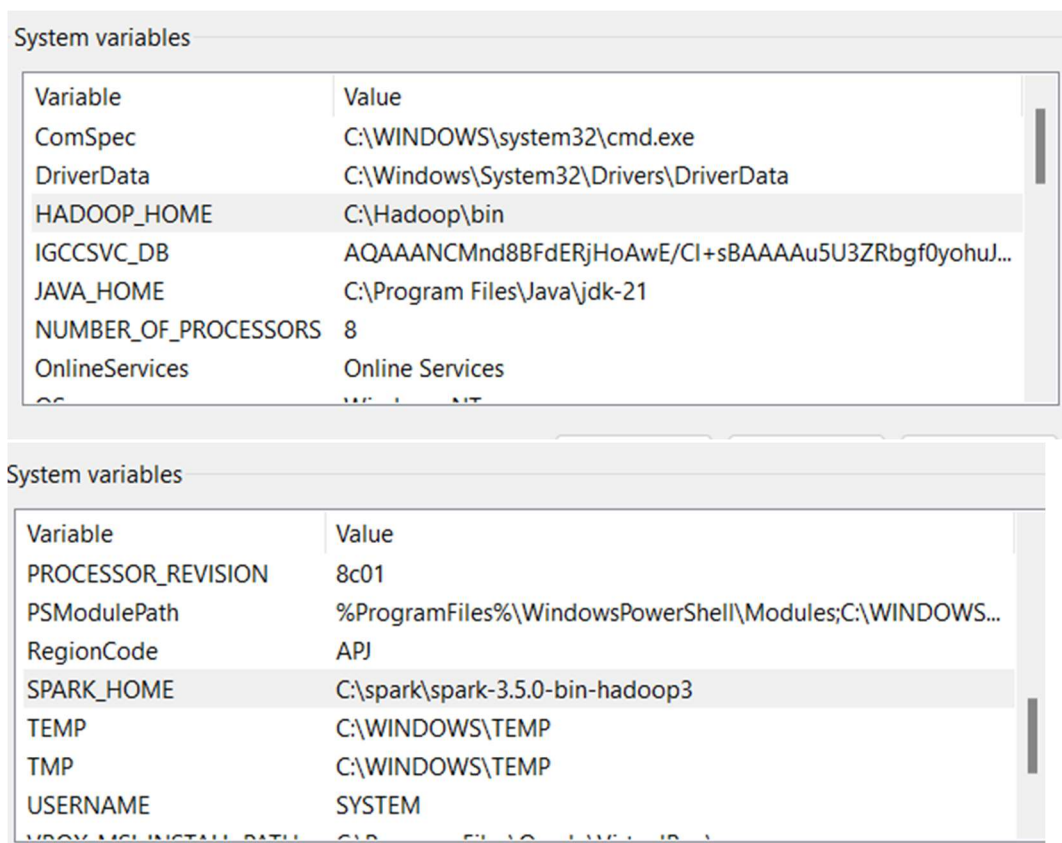 System variables
Variable Value
ComSpec C:\WINDOWS\system32\cmd.exe
DriverData C:\Windows\System32\Drivers\DriverData
HADOOP_HOME C:\Hadoop\bin
IGCCSVC_DB AQAAANCMnd8BFdERjHoAwE/Cl+sBAAAAu5U3ZRbgf0yohuJ...
JAVA_HOME C:\Program Files\Java\jdk-21
NUMBER_OF_PROCESSORS 8
OnlineServices Online Services
System variables
Variable Value
PROCESSOR_REVISION 8c01
PSModulePath %ProgramFiles%\WindowsPowerShell\Modules;C:\WINDOWS...
RegionCode APJ
SPARK_HOME C:\spark\spark-3.5.0-bin-hadoop3
TEMP C:\WINDOWS\TEMP
TMP C:\WINDOWS\TEMP
USERNAME SYSTEM